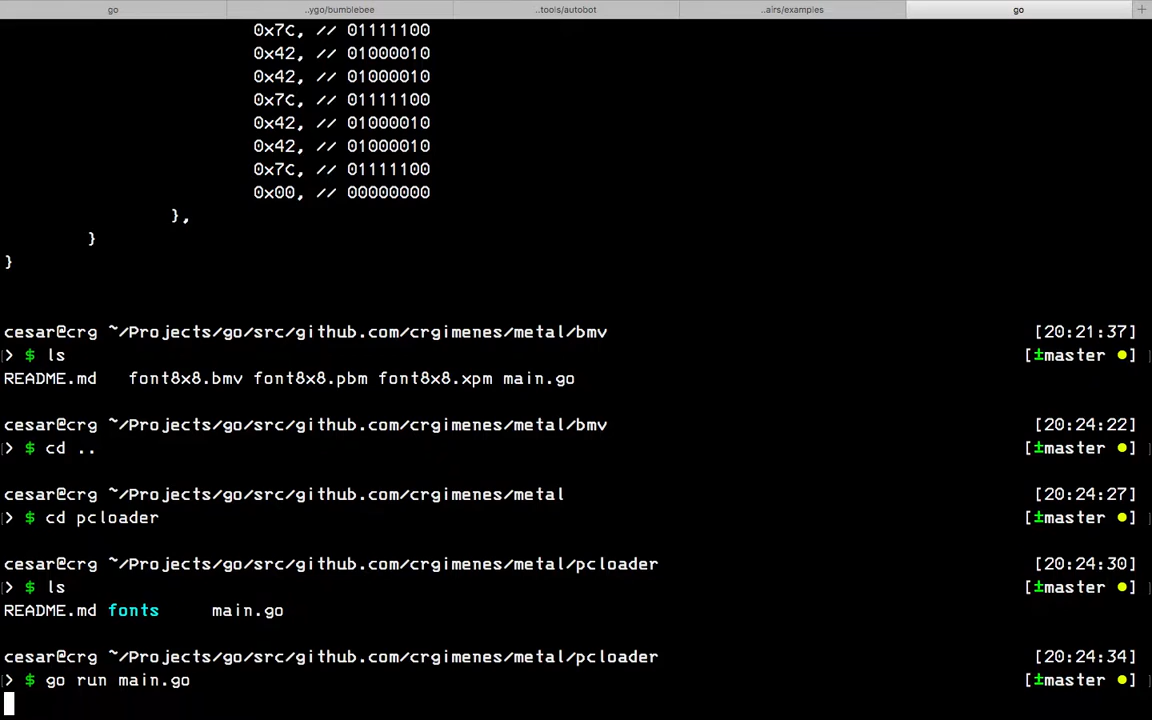 go ..ygo/bumblebee ..tools/autobot ..airs/examples go +
0x7C, // 01111100
0x42, // 01000010
0x42, // 01000010
0x7C, // 01111100
0x42, // 01000010
0x42, // 01000010
0x7C, // 01111100
0x00, // 00000000
},
}
}
cesar@crg ~/Projects/go/src/github.com/crgimenes/metal/bmv [20:21:37]
> $ ls [±master ●]
README.md font8x8.bmv font8x8.pbm font8x8.xpm main.go
cesar@crg ~/Projects/go/src/github.com/crgimenes/metal/bmv [20:24:22]
> $ cd .. [±master ●]
cesar@crg ~/Projects/go/src/github.com/crgimenes/metal [20:24:27]
> $ cd pcloader [±master ●]
cesar@crg ~/Projects/go/src/github.com/crgimenes/metal/pcloader [20:24:30]
> $ ls [±master ●]
README.md fonts main.go
cesar@crg ~/Projects/go/src/github.com/crgimenes/metal/pcloader [20:24:34]
> $ go run main.go [±master ●]